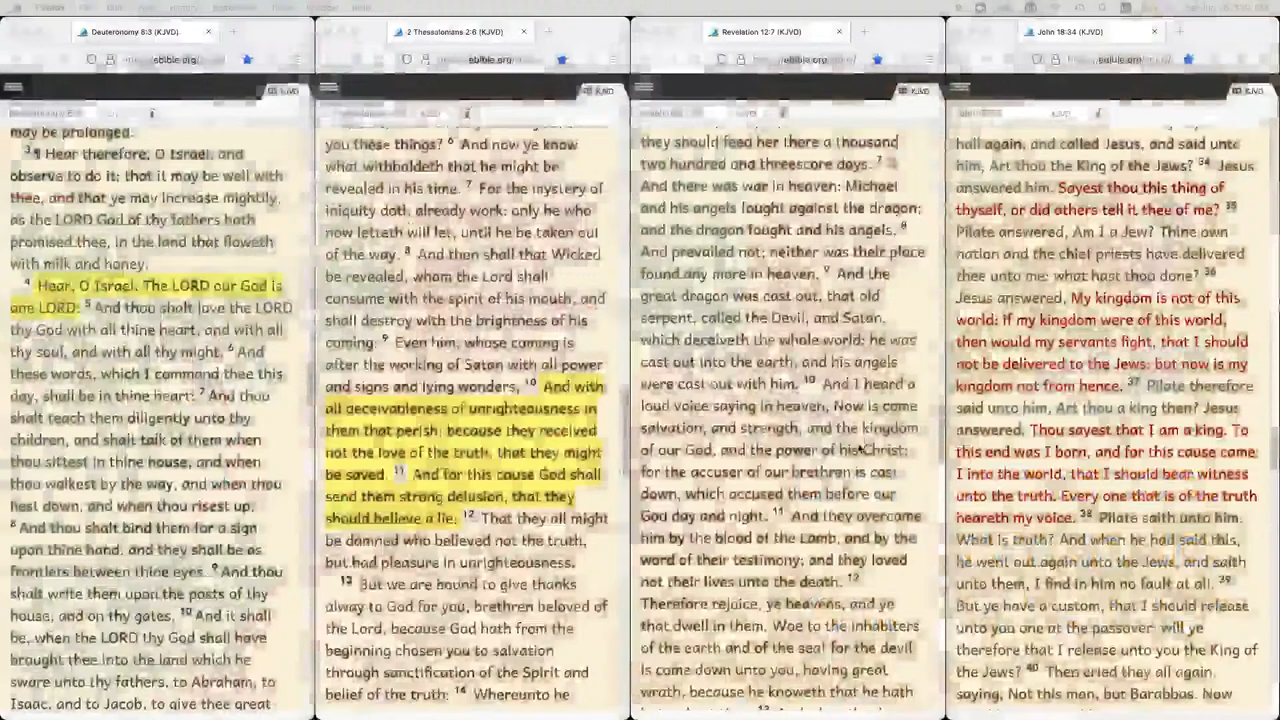 Deuteronomy 6:3 (KJVD)
ebible.org
KJVD
may be prolonged.
3 ¶ Hear therefore, O Israel, and
observe to do it; that it may be well with
thee, and that ye may increase mightily,
as the LORD God of thy fathers hath
promised thee, in the land that floweth
with milk and honey.
4 Hear, O Israel. The LORD our God is
one LORD: 5 And thou shalt love the LORD
thy God with all thine heart, and with all
thy soul, and with all thy might. 6 And
these words, which I command thee this
day, shall be in thine heart: 7 And thou
shalt teach them diligently unto thy
children, and shalt talk of them when
thou sittest in thine house, and when
thou walkest by the way, and when thou
liest down, and when thou risest up.
8 And thou shalt bind them for a sign
upon thine hand, and they shall be as
frontlets between thine eyes. 9 And thou
shalt write them upon the posts of thy
house, and on thy gates. 10 And it shall
be, when the LORD thy God shall have
brought thee into the land which he
sware unto thy fathers, to Abraham, to
Isaac, and to Jacob, to give thee great
2 Thessalonians 2:6 (KJVD)
ebible.org
KJVD
you these things? 6 And now ye know
what withholdeth that he might be
revealed in his time. 7 For the mystery of
iniquity doth already work: only he who
now letteth will let, until he be taken out
of the way. 8 And then shall that Wicked
be revealed, whom the Lord shall
consume with the spirit of his mouth, and
shall destroy with the brightness of his
coming: 9 Even him, whose coming is
after the working of Satan with all power
and signs and lying wonders, 10 And with
all deceivableness of unrighteousness in
them that perish; because they received
not the love of the truth, that they might
be saved. 11 And for this cause God shall
send them strong delusion, that they
should believe a lie: 12 That they all might
be damned who believed not the truth,
but had pleasure in unrighteousness.
13 But we are bound to give thanks
alway to God for you, brethren beloved of
the Lord, because God hath from the
beginning chosen you to salvation
through sanctification of the Spirit and
belief of the truth: 14 Whereunto he
Revelation 12:7 (KJVD)
ebible.org
KJVD
they should feed her there a thousand
two hundred and threescore days. 7
And there was war in heaven: Michael
and his angels fought against the dragon;
and the dragon fought and his angels, 8
And prevailed not; neither was their place
found any more in heaven. 9 And the
great dragon was cast out, that old
serpent, called the Devil, and Satan,
which deceiveth the whole world: he was
cast out into the earth, and his angels
were cast out with him. 10 And I heard a
loud voice saying in heaven, Now is come
salvation, and strength, and the kingdom
of our God, and the power of his Christ:
for the accuser of our brethren is cast
down, which accused them before our
God day and night. 11 And they overcame
him by the blood of the Lamb, and by the
word of their testimony; and they loved
not their lives unto the death. 12
Therefore rejoice, ye heavens, and ye
that dwell in them. Woe to the inhabiters
of the earth and of the sea! for the devil
is come down unto you, having great
wrath, because he knoweth that he hath
John 18:34 (KJVD)
ebible.org
KJVD
hall again, and called Jesus, and said unto
him, Art thou the King of the Jews? 34 Jesus
answered him, Sayest thou this thing of
thyself, or did others tell it thee of me? 35
Pilate answered, Am I a Jew? Thine own
nation and the chief priests have delivered
thee unto me: what hast thou done? 36
Jesus answered, My kingdom is not of this
world: if my kingdom were of this world,
then would my servants fight, that I should
not be delivered to the Jews: but now is my
kingdom not from hence. 37 Pilate therefore
said unto him, Art thou a king then? Jesus
answered, Thou sayest that I am a king. To
this end was I born, and for this cause came
I into the world, that I should bear witness
unto the truth. Every one that is of the truth
heareth my voice. 38 Pilate saith unto him,
What is truth? And when he had said this,
he went out again unto the Jews, and saith
unto them, I find in him no fault at all. 39
But ye have a custom, that I should release
unto you one at the passover: will ye
therefore that I release unto you the King of
the Jews? 40 Then cried they all again,
saying, Not this man, but Barabbas. Now